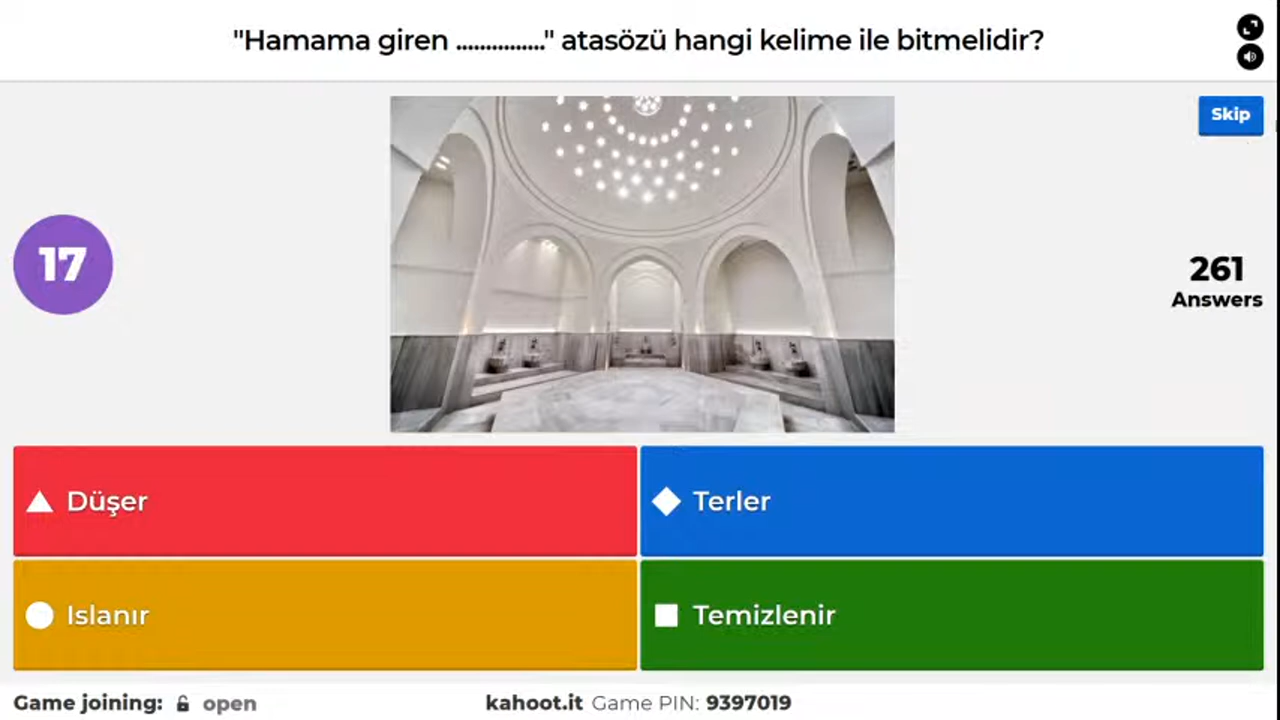 "Hamama giren ..............." atasözü hangi kelime ile bitmelidir?
Skip
17
261
Answers
Düşer
Terler
Islanır
Temizlenir
Game joining: open
kahoot.it Game PIN: 9397019